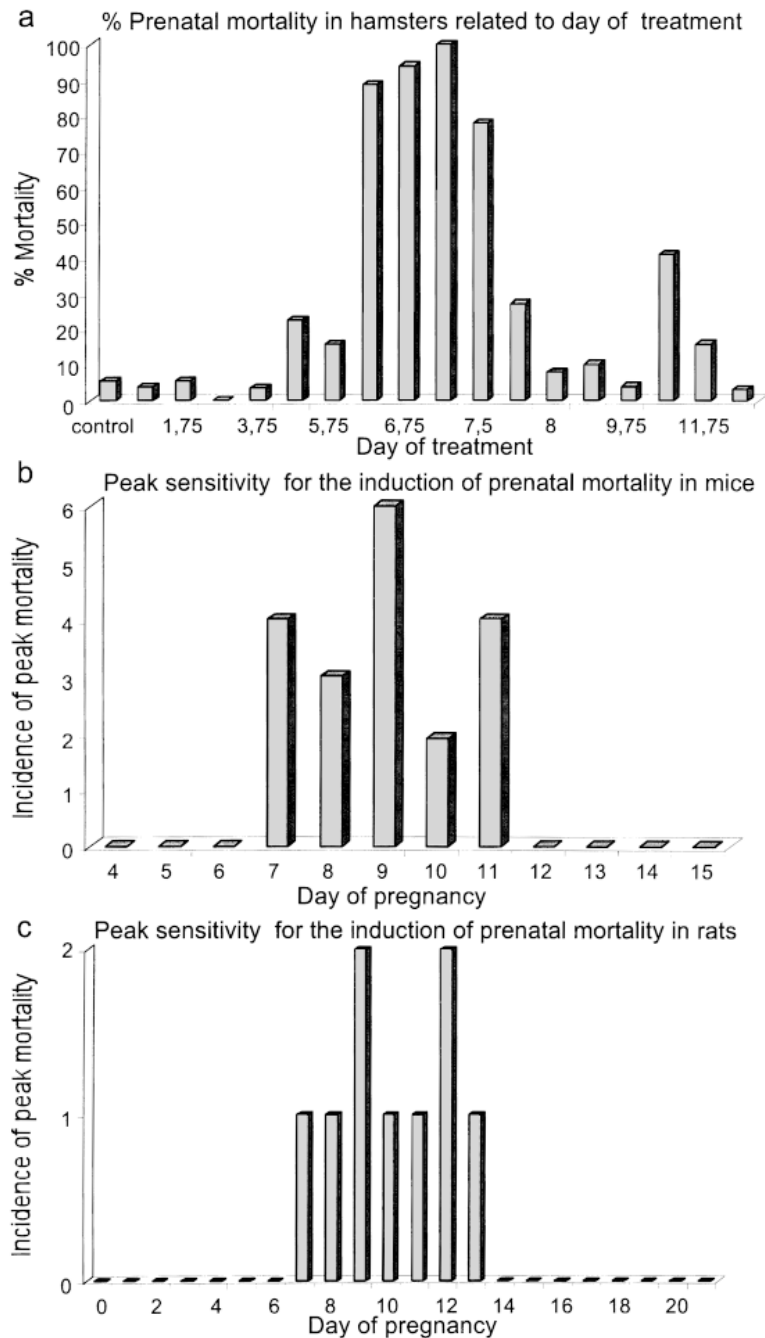 a
% Prenatal mortality in hamsters related to day of treatment
% Mortality
100
90
80
70
60
50
40
30
20
10
0
control 1,75 3,75 5,75 6,75 7,5 8 9,75 11,75
Day of treatment
b
Peak sensitivity for the induction of prenatal mortality in mice
Incidence of peak mortality
6
5
4
3
2
1
0
4 5 6 7 8 9 10 11 12 13 14 15
Day of pregnancy
c
Peak sensitivity for the induction of prenatal mortality in rats
Incidence of peak mortality
2
1
0
0 2 4 6 8 10 12 14 16 18 20
Day of pregnancy